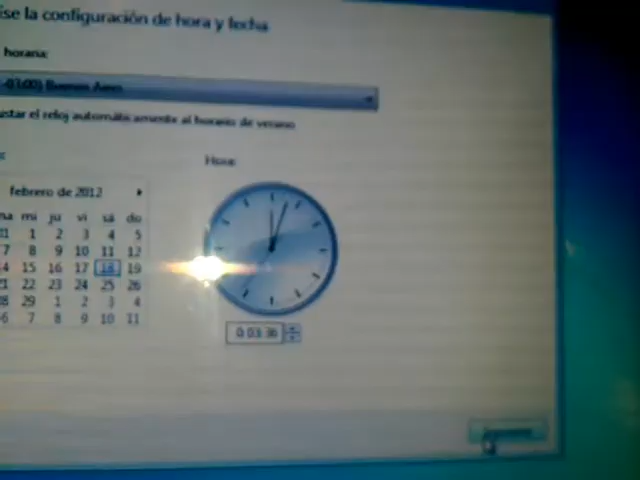 ise la configuración de hora y fecha
horaria:
-03:00) Buenos Aires
ustar el reloj automáticamente al horario de verano
Hora:
febrero de 2012
ma mi ju vi sá do
31 1 2 3 4 5
7 8 9 10 11 12
14 15 16 17 18 19
21 22 23 24 25 26
28 29 1 2 3 4
6 7 8 9 10 11
0:03:36